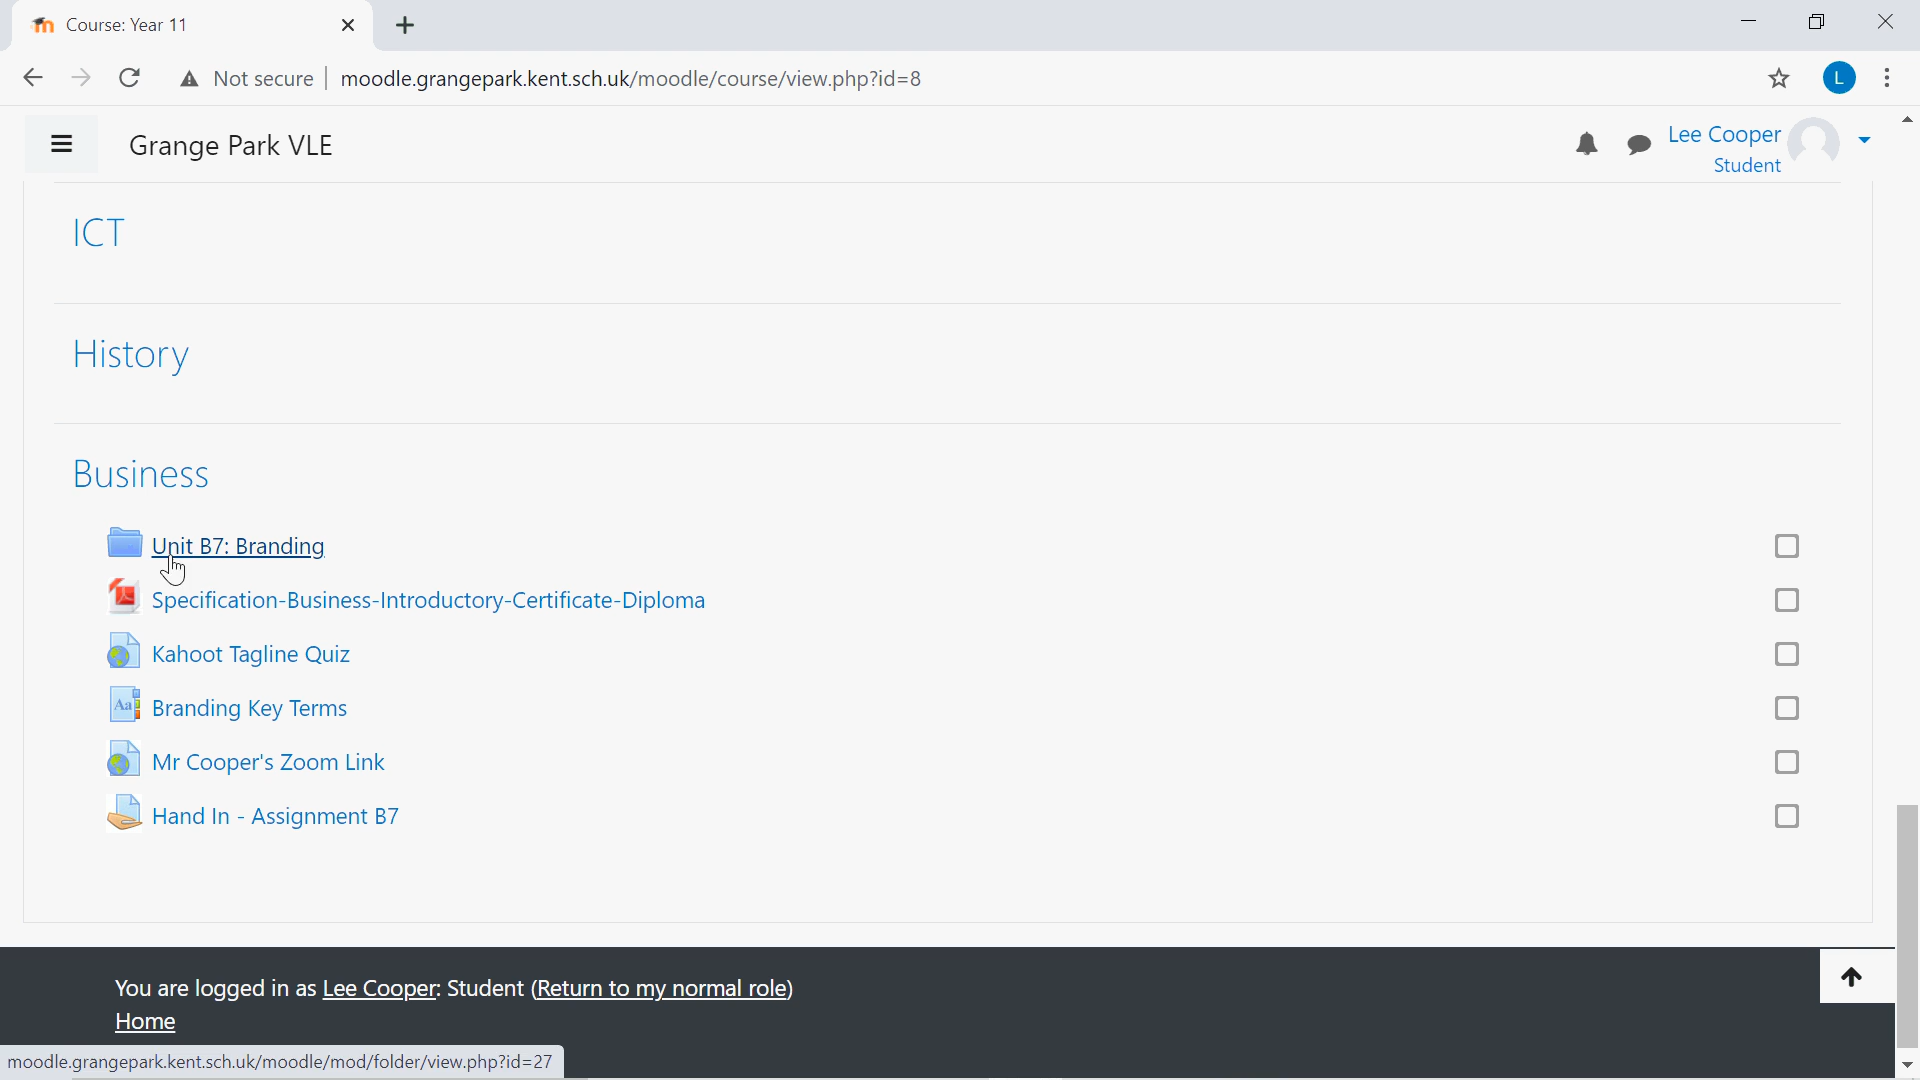 Course: Year 11
Not secure | moodle.grangepark.kent.sch.uk/moodle/course/view.php?id=8
L
Grange Park VLE
Lee Cooper
Student
ICT
History
Business
Unit B7: Branding
Specification-Business-Introductory-Certificate-Diploma
Kahoot Tagline Quiz
Aa Branding Key Terms
Mr Cooper's Zoom Link
Hand In - Assignment B7
You are logged in as Lee Cooper: Student (Return to my normal role)
Home
moodle.grangepark.kent.sch.uk/moodle/mod/folder/view.php?id=27